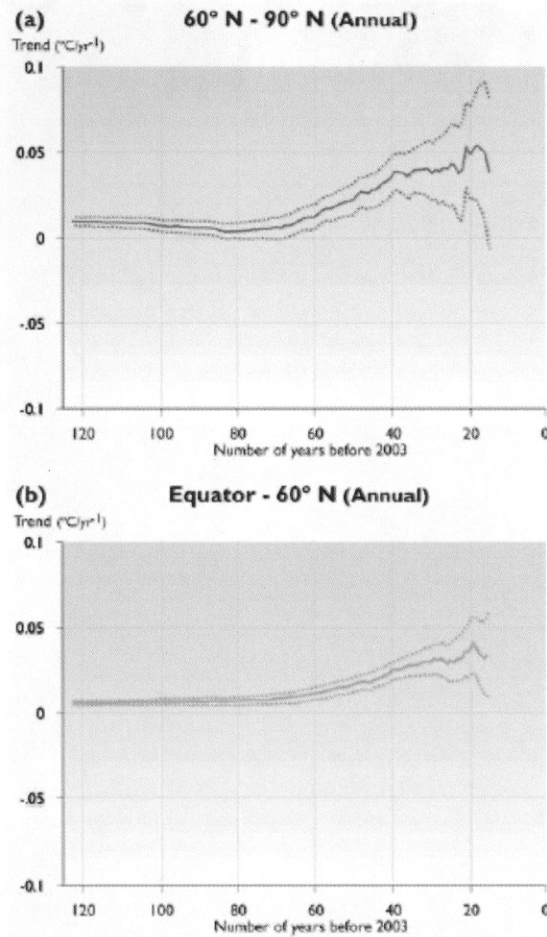 (a) 60° N - 90° N (Annual)
Trend (°C/yr-1)
0.1
0.05
0
-.05
-0.1
120 100 80 60 40 20 0
Number of years before 2003
(b) Equator - 60° N (Annual)
Trend (°C/yr-1)
0.1
0.05
0
-.05
-0.1
120 100 80 60 40 20 0
Number of years before 2003